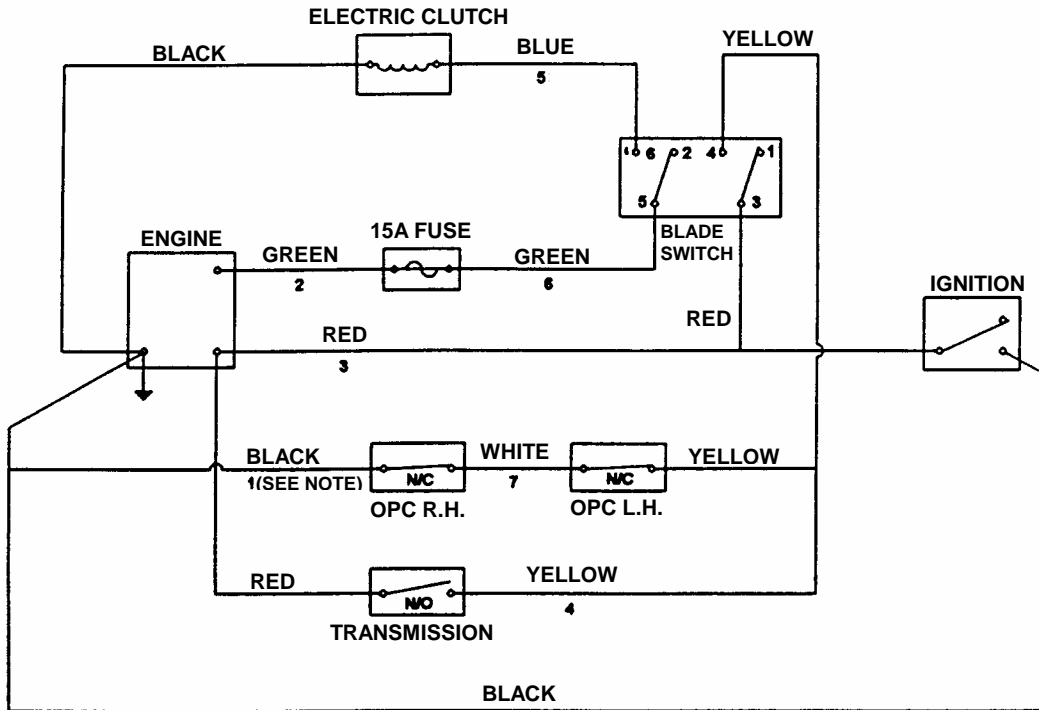 ELECTRIC CLUTCH
BLACK
BLUE
5
YELLOW
6 2 4 1
5 3
BLADE
SWITCH
ENGINE
15A FUSE
GREEN
2
GREEN
6
IGNITION
RED
RED
3
BLACK
1(SEE NOTE)
N/C
OPC R.H.
WHITE
7
N/C
OPC L.H.
YELLOW
RED
N/O
TRANSMISSION
YELLOW
4
BLACK